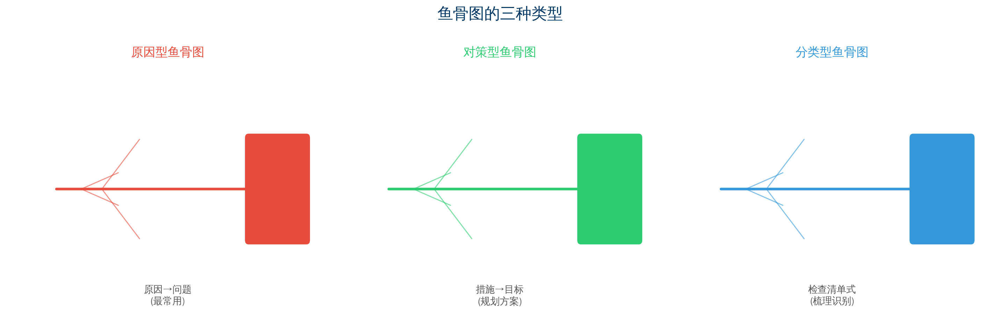 鱼骨图的三种类型
原因型鱼骨图
对策型鱼骨图
分类型鱼骨图
原因→问题
（最常用）
措施→目标
（规划方案）
检查清单式
（梳理识别）